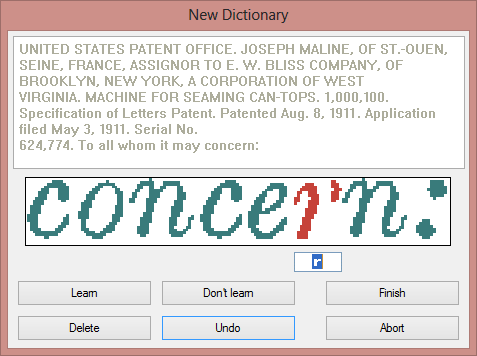 New Dictionary
UNITED STATES PATENT OFFICE. JOSEPH MALINE, OF ST.-OUEN,
SEINE, FRANCE, ASSIGNOR TO E. W. BLISS COMPANY, OF
BROOKLYN, NEW YORK, A CORPORATION OF WEST
VIRGINIA. MACHINE FOR SEAMING CAN-TOPS. 1,000,100.
Specification of Letters Patent. Patented Aug. 8, 1911. Application
filed May 3, 1911. Serial No.
624,774. To all whom it may concern:
concern:
r
Learn Don't learn Finish
Delete Undo Abort